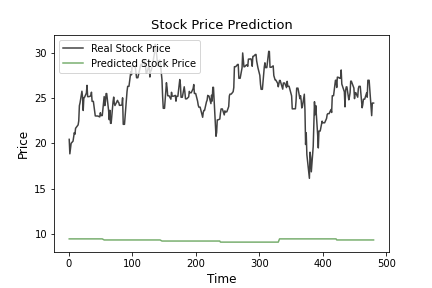 Stock Price Prediction
Real Stock Price
Predicted Stock Price
30
25
20
15
10
Price
0 100 200 300 400 500
Time